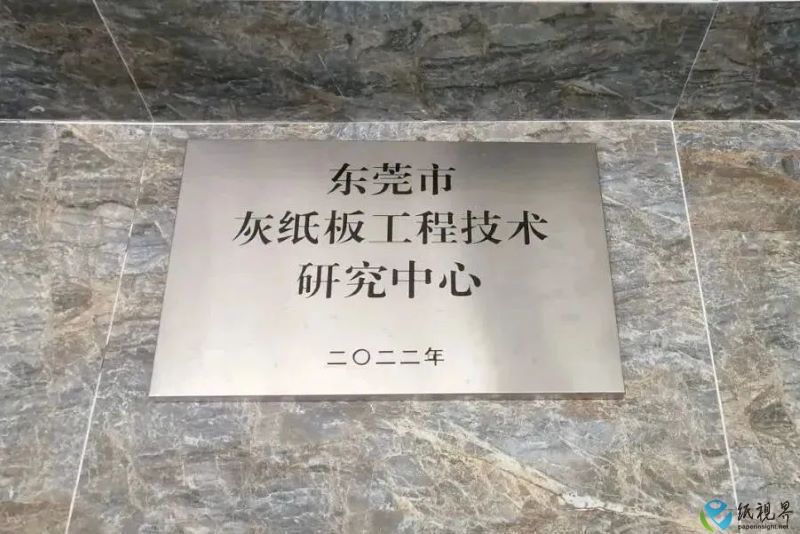 东莞市
灰纸板工程技术
研究中心
二〇二二年
纸视界
paperinsight.net